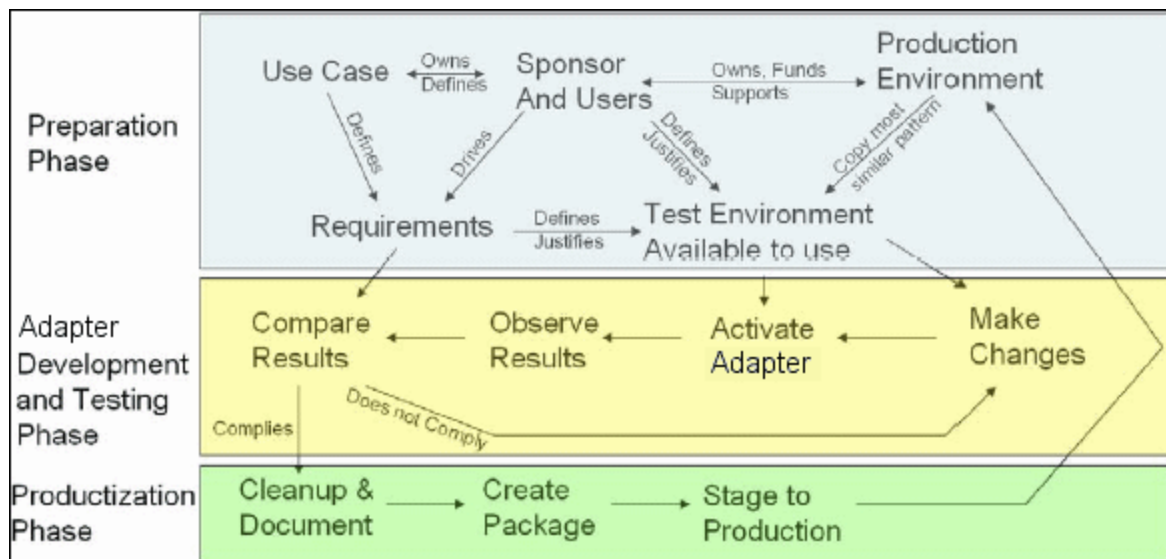 Preparation
Phase
Use Case
Owns
Defines
Sponsor
And Users
Owns, Funds
Supports
Production
Environment
Defines
Drives
Defines
Justifies
Copy most
similar pattern
Requirements
Defines
Justifies
Test Environment
Available to use
Adapter
Development
and Testing
Phase
Compare
Results
Observe
Results
Activate
Adapter
Make
Changes
Complies
Does not Comply
Productization
Phase
Cleanup &
Document
Create
Package
Stage to
Production